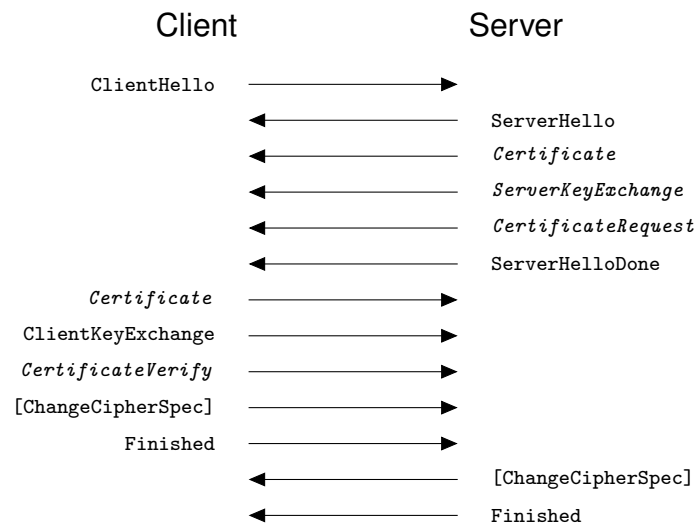 Client Server
ClientHello
ServerHello
Certificate
ServerKeyExchange
CertificateRequest
ServerHelloDone
Certificate
ClientKeyExchange
CertificateVerify
[ChangeCipherSpec]
Finished
[ChangeCipherSpec]
Finished